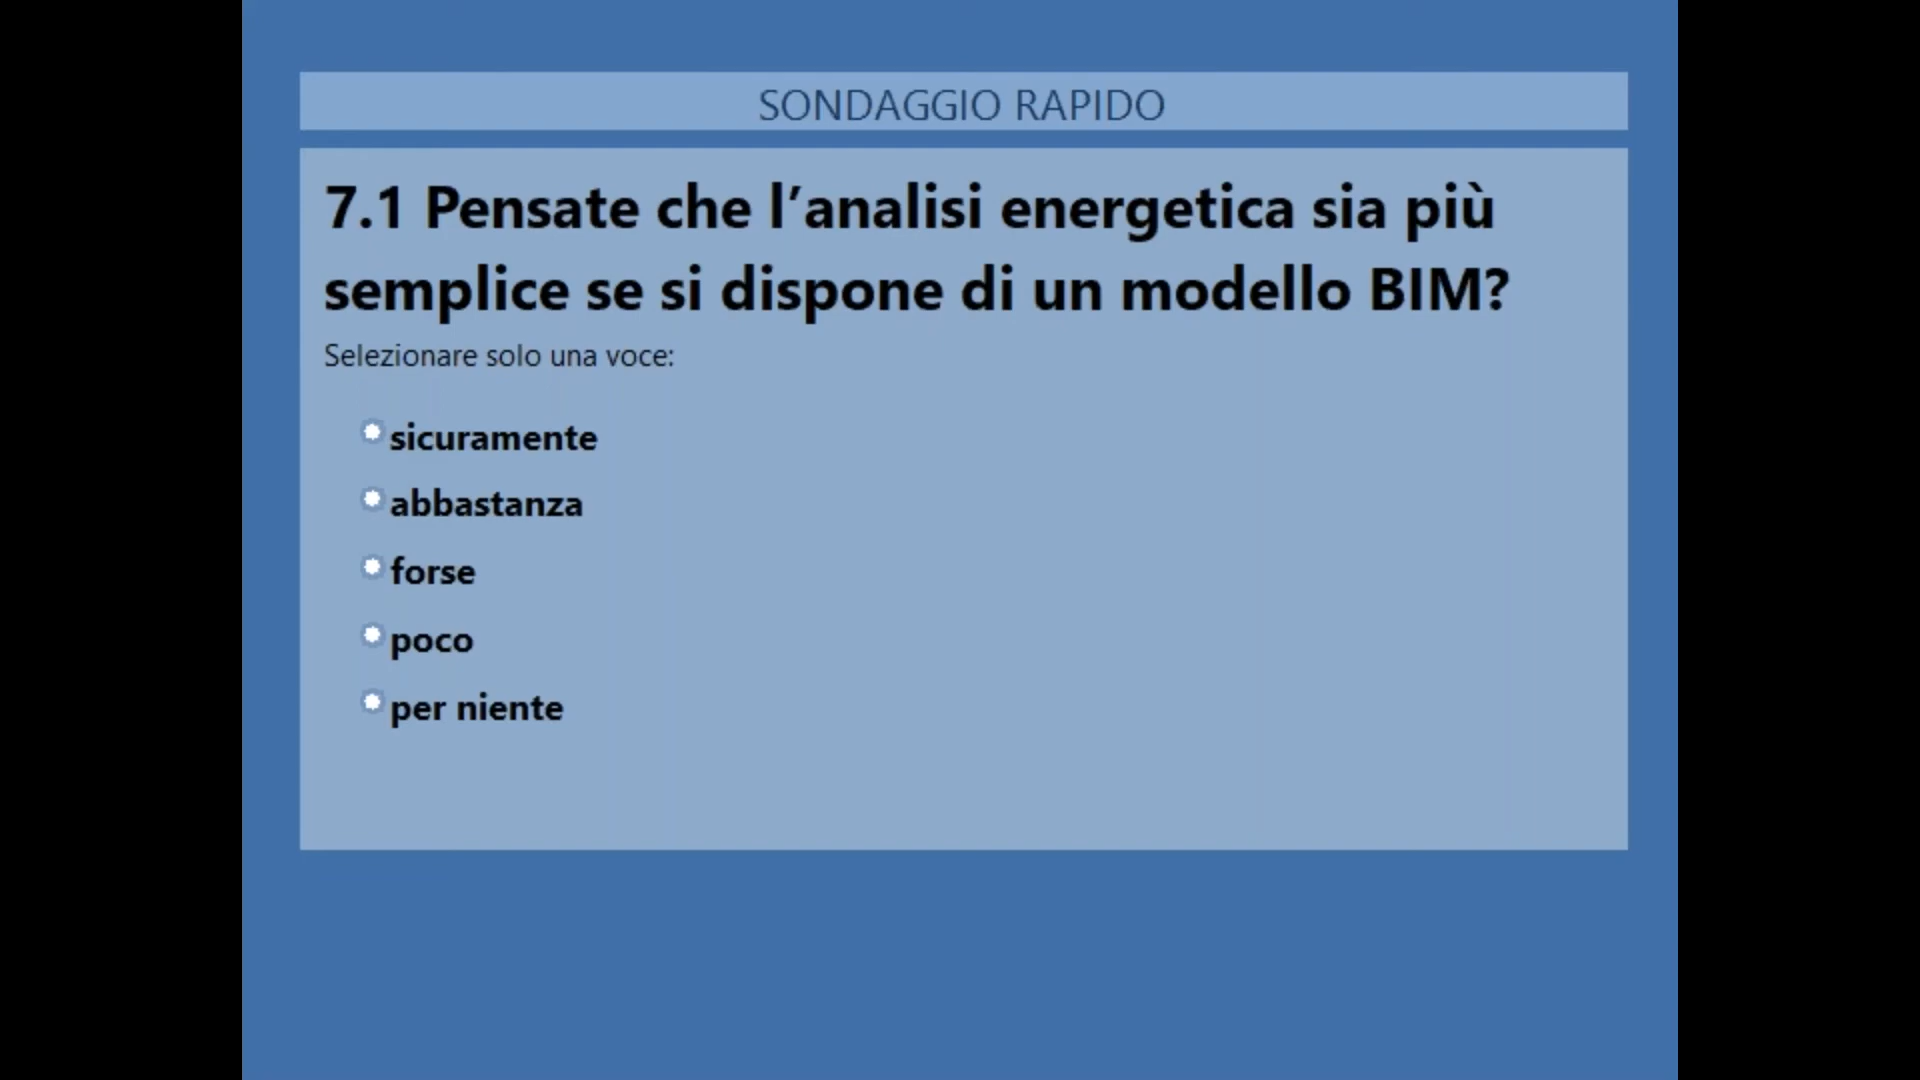 SONDAGGIO RAPIDO
7.1 Pensate che l’analisi energetica sia più
semplice se si dispone di un modello BIM?
Selezionare solo una voce:
sicuramente
abbastanza
forse
poco
per niente